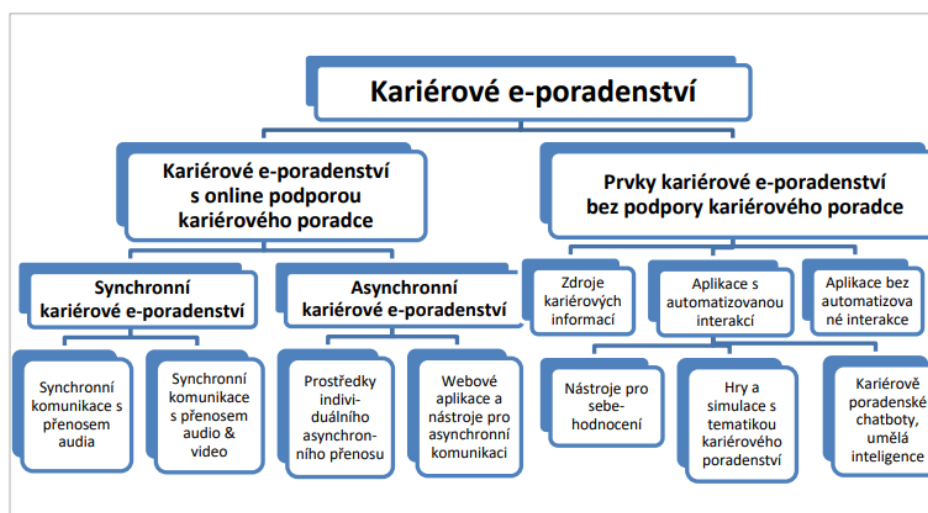 Kariérové e-poradenství
Kariérové e-poradenství
s online podporou
kariérového poradce
Prvky kariérové e-poradenství
bez podpory kariérového poradce
Synchronní
kariérové e-poradenství
Asynchronní
kariérové e-poradenství
Zdroje
kariérových
informací
Aplikace s
automatizovanou
interakcí
Aplikace bez
automatizova
né interakce
Synchronní
komunikace s
přenosem
audia
Synchronní
komunikace
s přenosem
audio &
video
Prostředky
indivi-
duálního
asynchron-
ního přenosu
Webové
aplikace a
nástroje pro
asynchronní
komunikaci
Nástroje pro
sebe-
hodnocení
Hry a
simulace s
tematikou
kariérového
poradenství
Kariérově
poradenské
chatboty,
umělá
inteligence